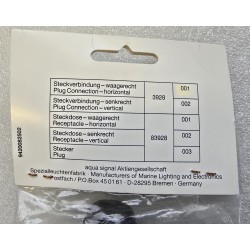 Steckverbindung – waagerecht
Plug Connection – horizontal
3928
001
Steckverbindung – senkrecht
Plug Connection – vertical
002
Steckdose – waagerecht
Receptacle – horizontal
83928
001
Steckdose – senkrecht
Receptacle – vertical
002
Stecker
Plug
003
aqua signal Aktiengesellschaft
Spezialleuchtenfabrik · Manufacturers of Marine Lighting and Electronics
Postfach / P.O.Box 45 01 61 · D-28295 Bremen · Germany